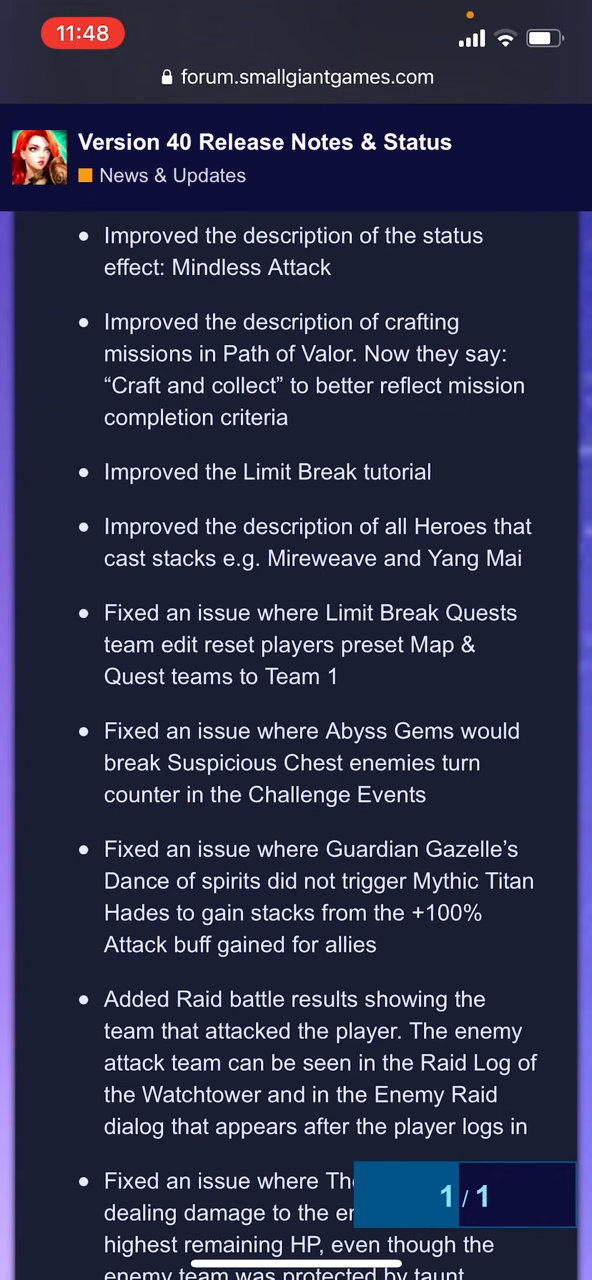 11:48
forum.smallgiantgames.com
Version 40 Release Notes & Status
News & Updates
• Improved the description of the status
effect: Mindless Attack
• Improved the description of crafting
missions in Path of Valor. Now they say:
“Craft and collect” to better reflect mission
completion criteria
• Improved the Limit Break tutorial
• Improved the description of all Heroes that
cast stacks e.g. Mireweave and Yang Mai
• Fixed an issue where Limit Break Quests
team edit reset players preset Map &
Quest teams to Team 1
• Fixed an issue where Abyss Gems would
break Suspicious Chest enemies turn
counter in the Challenge Events
• Fixed an issue where Guardian Gazelle’s
Dance of spirits did not trigger Mythic Titan
Hades to gain stacks from the +100%
Attack buff gained for allies
• Added Raid battle results showing the
team that attacked the player. The enemy
attack team can be seen in the Raid Log of
the Watchtower and in the Enemy Raid
dialog that appears after the player logs in
• Fixed an issue where
dealing damage to the
1 / 1
highest remaining HP, even though the
enemy team was protected by taunt